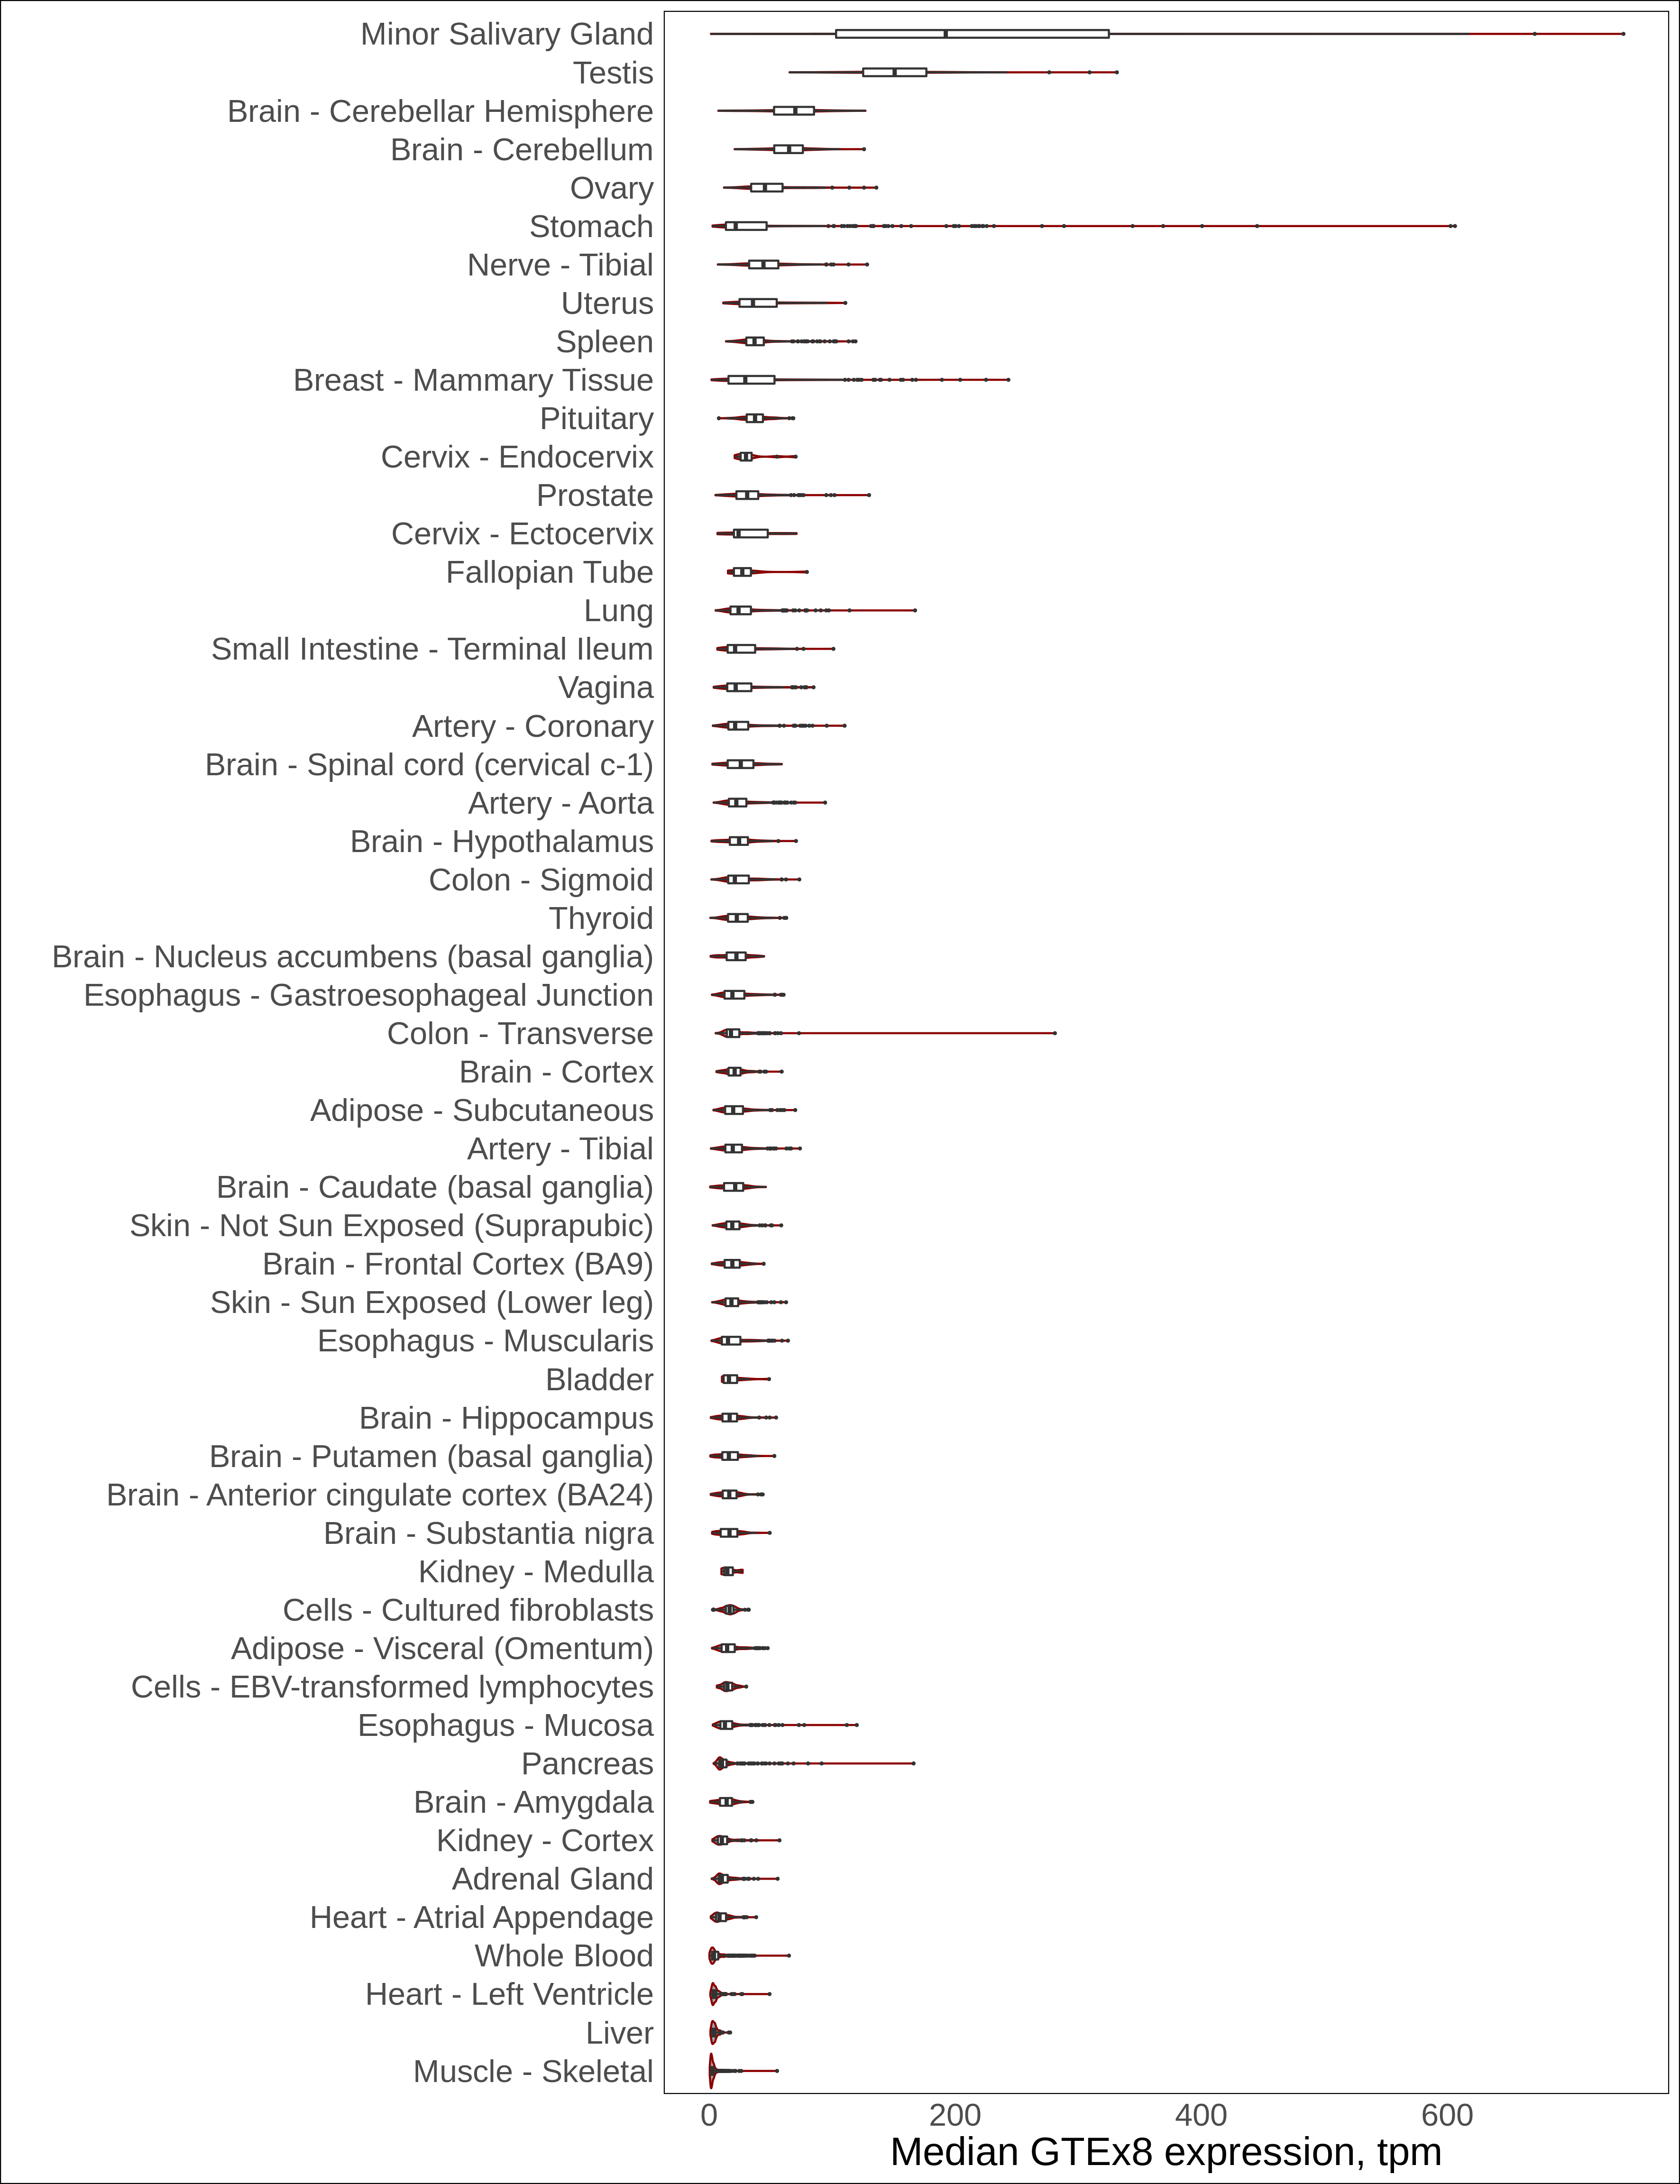 Minor Salivary Gland
Testis
Brain - Cerebellar Hemisphere
Brain - Cerebellum
Ovary
Stomach
Nerve - Tibial
Uterus
Spleen
Breast - Mammary Tissue
Pituitary
Cervix - Endocervix
Prostate
Cervix - Ectocervix
Fallopian Tube
Lung
Small Intestine - Terminal Ileum
Vagina
Artery - Coronary
Brain - Spinal cord (cervical c-1)
Artery - Aorta
Brain - Hypothalamus
Colon - Sigmoid
Thyroid
Brain - Nucleus accumbens (basal ganglia)
Esophagus - Gastroesophageal Junction
Colon - Transverse
Brain - Cortex
Adipose - Subcutaneous
Artery - Tibial
Brain - Caudate (basal ganglia)
Skin - Not Sun Exposed (Suprapubic)
Brain - Frontal Cortex (BA9)
Skin - Sun Exposed (Lower leg)
Esophagus - Muscularis
Bladder
Brain - Hippocampus
Brain - Putamen (basal ganglia)
Brain - Anterior cingulate cortex (BA24)
Brain - Substantia nigra
Kidney - Medulla
Cells - Cultured fibroblasts
Adipose - Visceral (Omentum)
Cells - EBV-transformed lymphocytes
Esophagus - Mucosa
Pancreas
Brain - Amygdala
Kidney - Cortex
Adrenal Gland
Heart - Atrial Appendage
Whole Blood
Heart - Left Ventricle
Liver
Muscle - Skeletal
0 200 400 600
Median GTEx8 expression, tpm